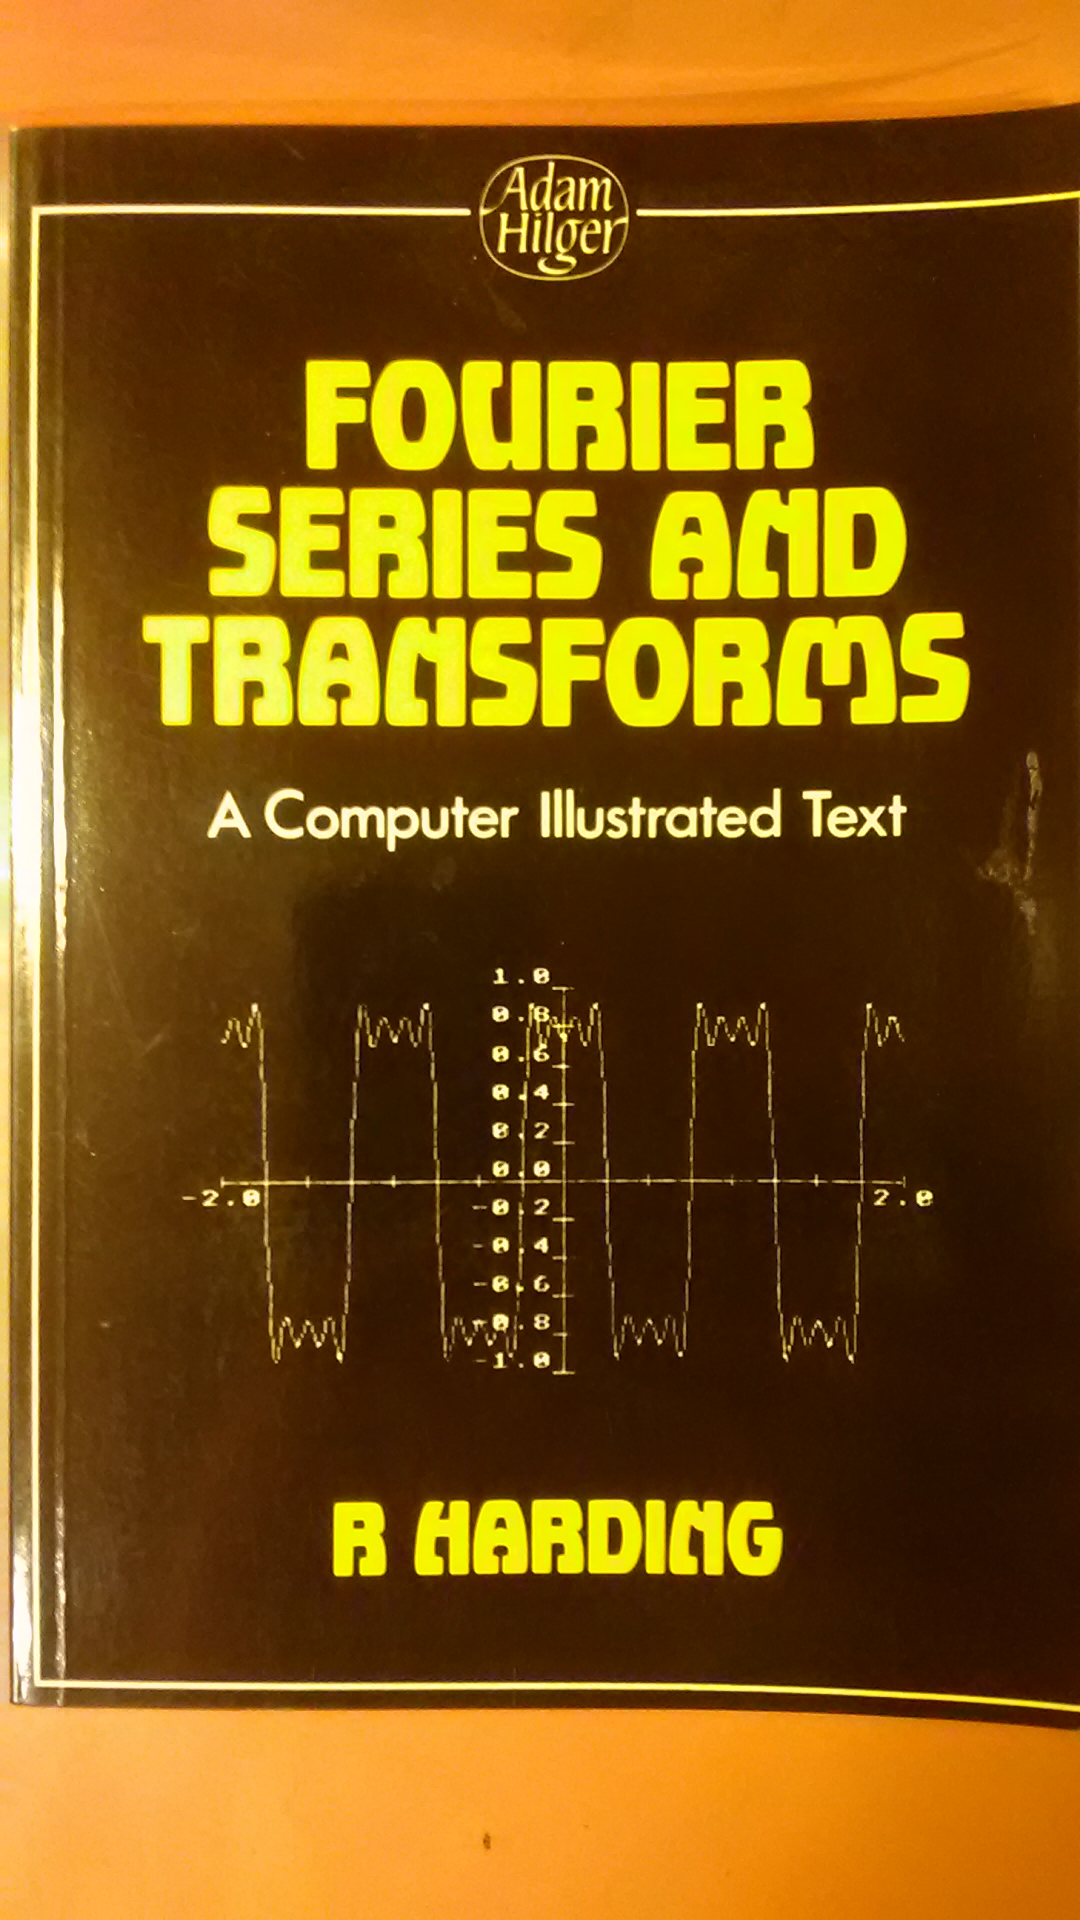 Adam
Hilger
FOURIER
SERIES AND
TRANSFORMS
A Computer Illustrated Text
1.0
0.8
0.6
0.4
0.2
0.0
-2.0
2.0
-0.2
-0.4
-0.6
-0.8
-1.0
R HARDING